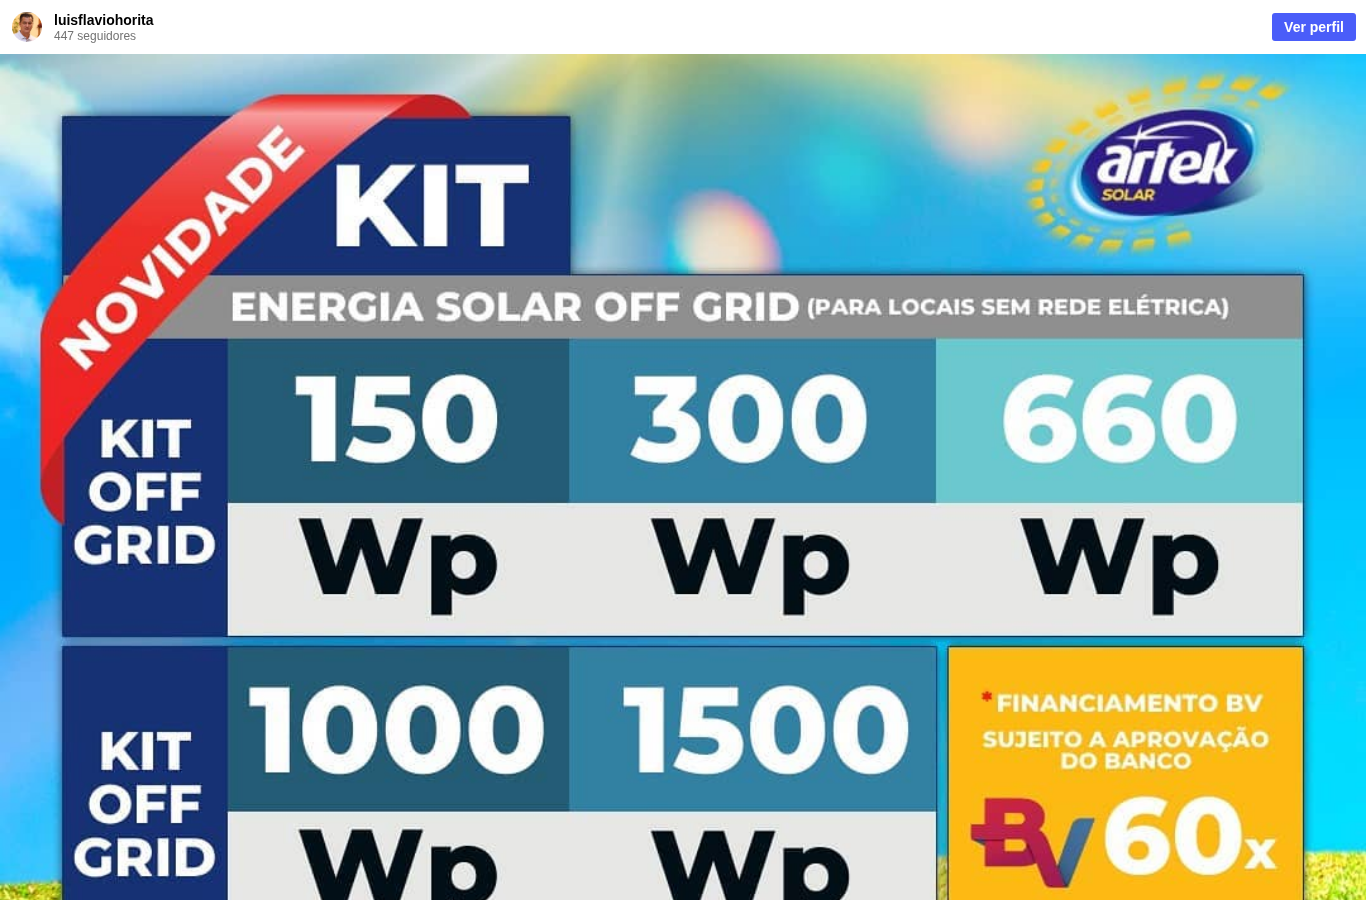 luisflaviohorita
447 seguidores
Ver perfil
NOVIDADE
KIT
artek
SOLAR
ENERGIA SOLAR OFF GRID (PARA LOCAIS SEM REDE ELÉTRICA)
KIT
OFF
GRID
150
300
660
Wp
Wp
Wp
KIT
OFF
GRID
1000
1500
Wp
Wp
*FINANCIAMENTO BV
SUJEITO A APROVAÇÃO
DO BANCO
BV 60x